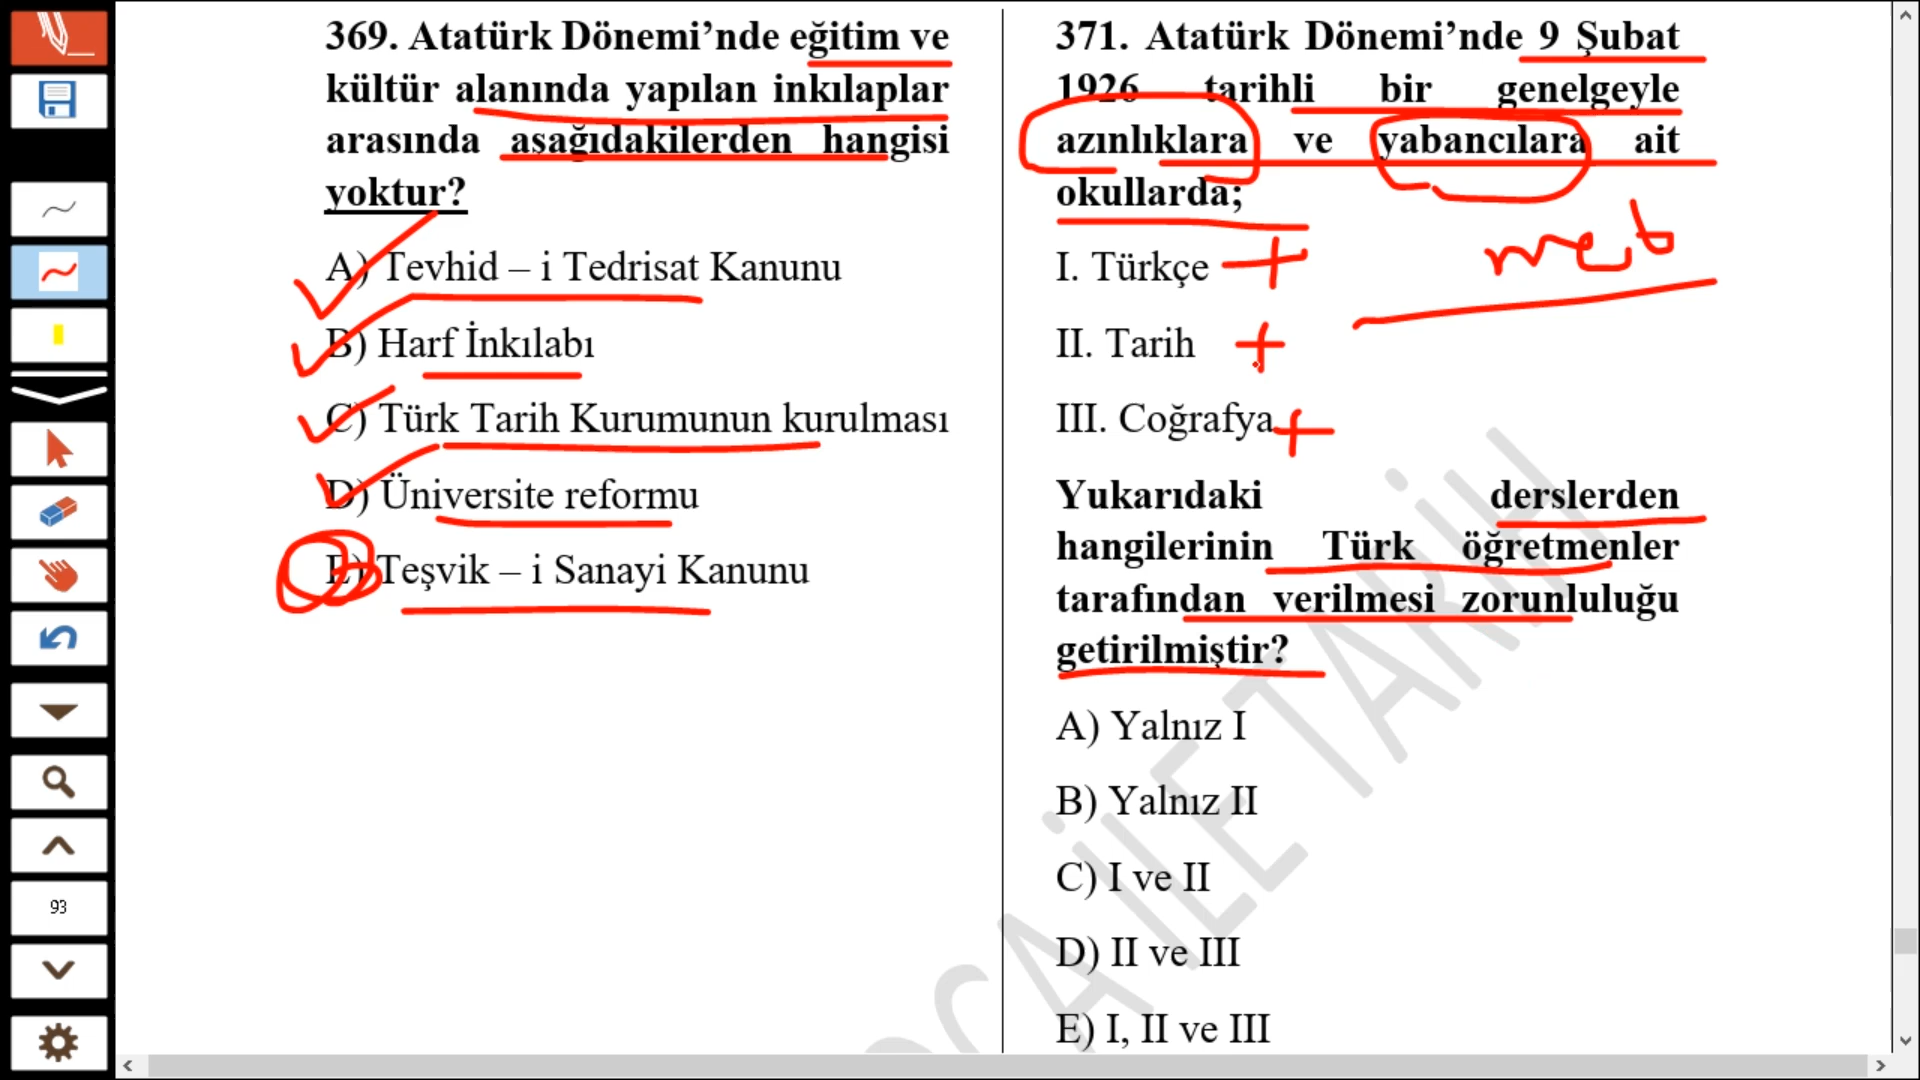 369. Atatürk Dönemi’nde eğitim ve
kültür alanında yapılan inkılaplar
arasında aşağıdakilerden hangisi
yoktur?
A) Tevhid – i Tedrisat Kanunu
B) Harf İnkılabı
C) Türk Tarih Kurumunun kurulması
D) Üniversite reformu
E) Teşvik – i Sanayi Kanunu
371. Atatürk Dönemi’nde 9 Şubat
1926 tarihli bir genelgeyle
azınlıklara ve yabancılara ait
okullarda;
meb
I. Türkçe
II. Tarih
III. Coğrafya
Yukarıdaki derslerden
hangilerinin Türk öğretmenler
tarafından verilmesi zorunluluğu
getirilmiştir?
A) Yalnız I
B) Yalnız II
C) I ve II
D) II ve III
E) I, II ve III
OCA İLE TARİH
93